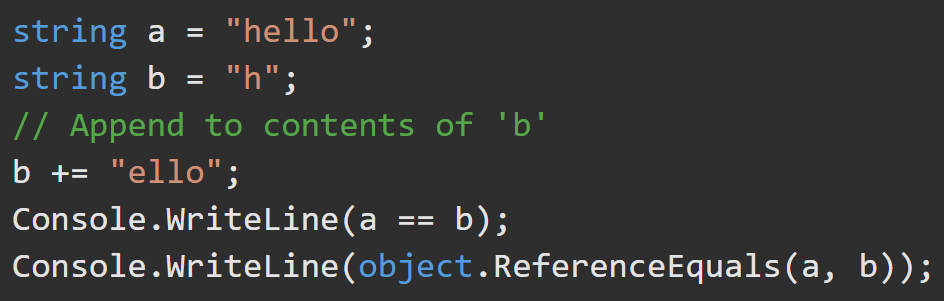 string a = "hello";
string b = "h";
// Append to contents of 'b'
b += "ello";
Console.WriteLine(a == b);
Console.WriteLine(object.ReferenceEquals(a, b));